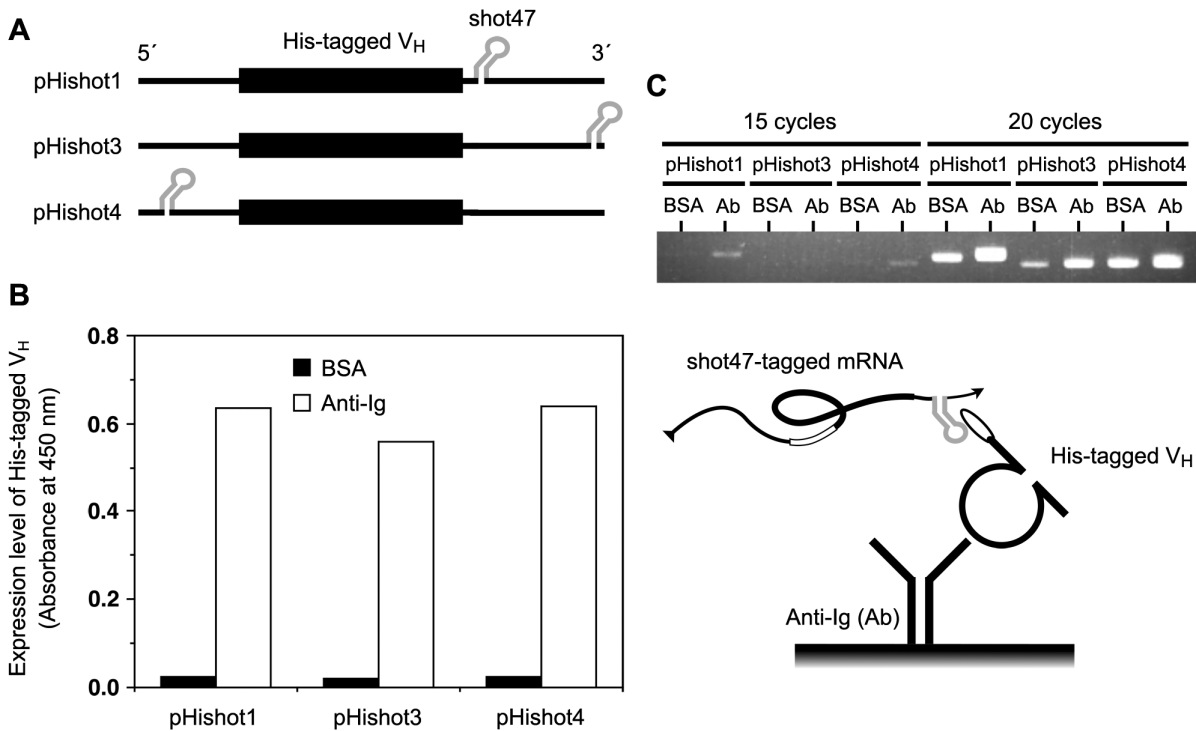 A
shot47
5´ His-tagged VH 3´
pHishot1
pHishot3
pHishot4
B
Expression level of His-tagged VH
(Absorbance at 450 nm)
0.8
0.6
0.4
0.2
0.0
BSA
Anti-Ig
pHishot1 pHishot3 pHishot4
C
15 cycles 20 cycles
pHishot1 pHishot3 pHishot4 pHishot1 pHishot3 pHishot4
BSA Ab BSA Ab BSA Ab BSA Ab BSA Ab BSA Ab
shot47-tagged mRNA
His-tagged VH
Anti-Ig (Ab)